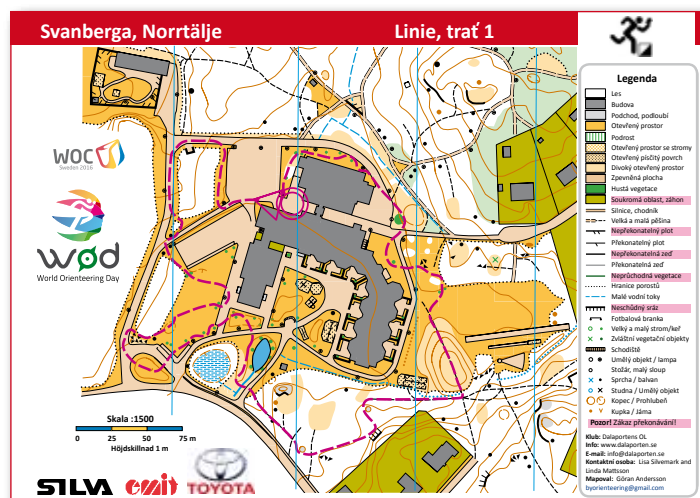 Svanberga, Norrtälje
Linie, trať 1
WOC
Sweden 2016
wød
World Orienteering Day
Skala :1500
0
25
50
75 m
Höjdskillnad 1 m
SILVA
emit
TOYOTA
Legenda
Les
Budova
Podchod, podloubí
Otevřený prostor
Podrost
Otevřený prostor se stromy
Otevřený písčitý povrch
Divoký otevřený prostor
Zpevněná plocha
Hustá vegetace
Soukromá oblast, záhon
Silnice, chodník
Velká a malá pěšina
Nepřekonatelný plot
Překonatelný plot
Nepřekonatelná zeď
Překonatelná zeď
Neprůchodná vegetace
Hranice porostů
Malé vodní toky
Neschůdný sráz
Fotbalová branka
Velký a malý strom/keř
Zvláštní vegetační objekty
Schodiště
Umělý objekt / lampa
Stožár, malý sloup
Sprcha / balvan
Studna / Umělý objekt
Kopec / Prohlubeň
Kupka / Jáma
Pozor! Zákaz překonávání!
Klub: Dalaportens OL
Info: www.dalaporten.se
E-mail: info@dalaporten.se
Kontaktní osoba: Lisa Silvemark and
Linda Mattsson
Mapoval: Göran Andersson
byorienteering@gmail.com